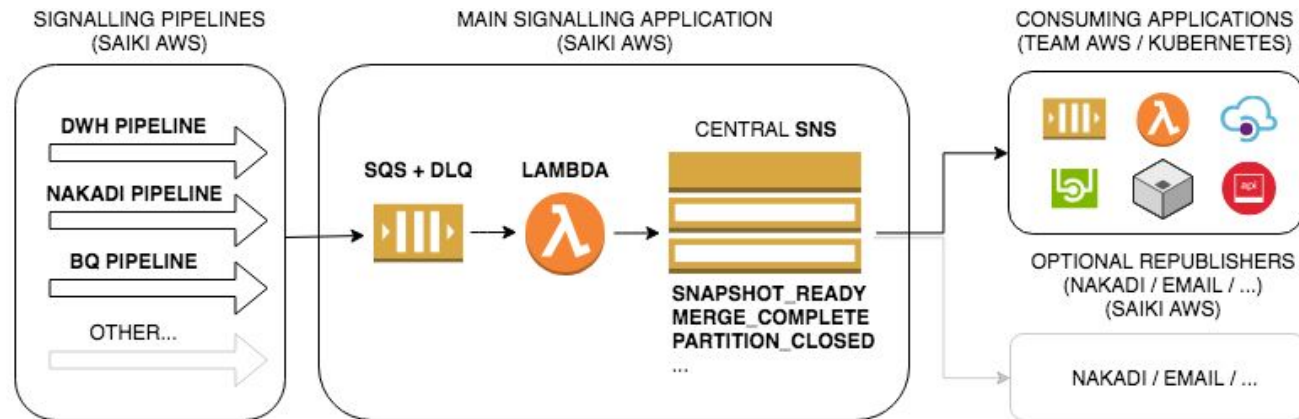 SIGNALLING PIPELINES
(SAIKI AWS)
DWH PIPELINE
NAKADI PIPELINE
BQ PIPELINE
OTHER...
MAIN SIGNALLING APPLICATION
(SAIKI AWS)
SQS + DLQ
LAMBDA
λ
CENTRAL SNS
SNAPSHOT_READY
MERGE_COMPLETE
PARTITION_CLOSED
...
CONSUMING APPLICATIONS
(TEAM AWS / KUBERNETES)
λ
api
OPTIONAL REPUBLISHERS
(NAKADI / EMAIL / ...)
(SAIKI AWS)
NAKADI / EMAIL / ...